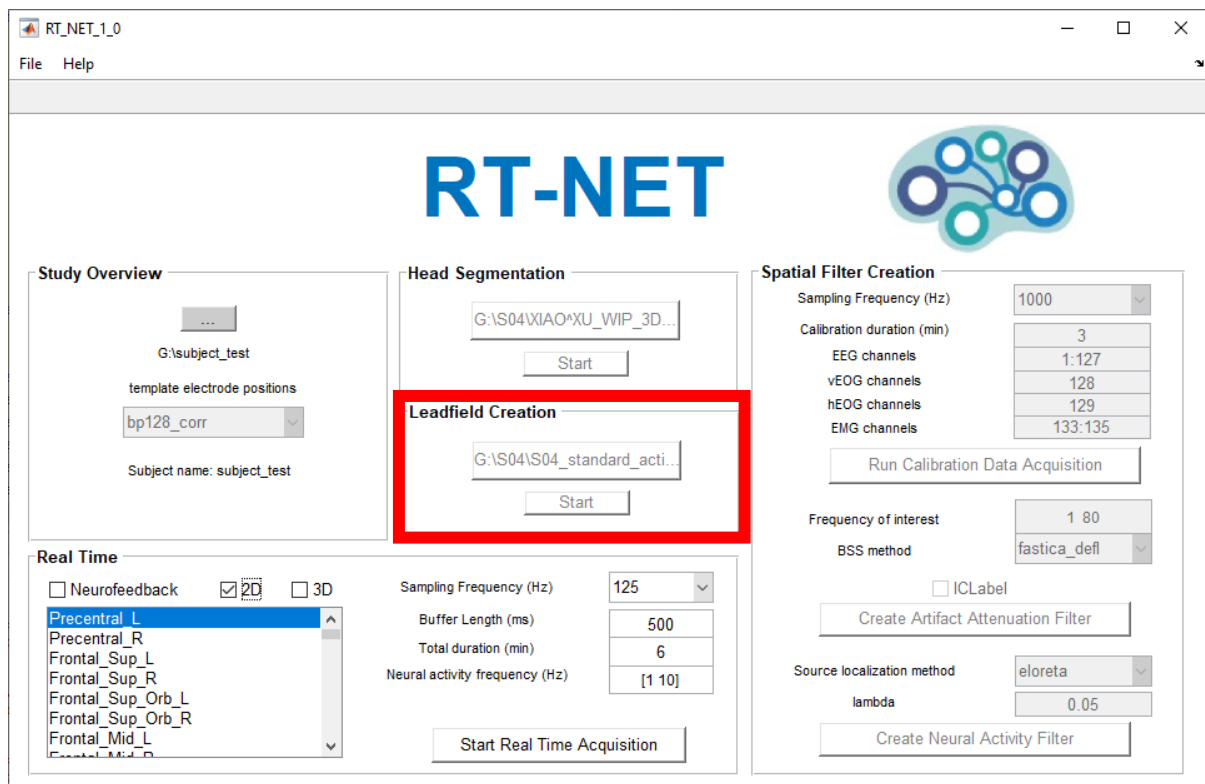 RT_NET_1_0
File Help
RT-NET
Study Overview
...
G:\subject_test
template electrode positions
bp128_corr
Subject name: subject_test
Head Segmentation
G:\S04\XIAO^XU_WIP_3D...
Start
Leadfield Creation
G:\S04\S04_standard_acti...
Start
Spatial Filter Creation
Sampling Frequency (Hz) 1000
Calibration duration (min) 3
EEG channels 1:127
vEOG channels 128
hEOG channels 129
EMG channels 133:135
Run Calibration Data Acquisition
Frequency of interest 1 80
BSS method fastica_defl
ICLabel
Create Artifact Attenuation Filter
Source localization method eloreta
lambda 0.05
Create Neural Activity Filter
Real Time
Neurofeedback 2D 3D
Precentral_L
Precentral_R
Frontal_Sup_L
Frontal_Sup_R
Frontal_Sup_Orb_L
Frontal_Sup_Orb_R
Frontal_Mid_L
Frontal_Mid_R
Sampling Frequency (Hz) 125
Buffer Length (ms) 500
Total duration (min) 6
Neural activity frequency (Hz) [1 10]
Start Real Time Acquisition